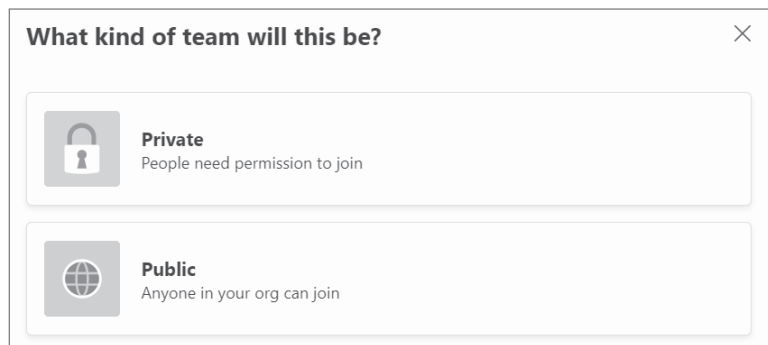 What kind of team will this be?
Private
People need permission to join
Public
Anyone in your org can join